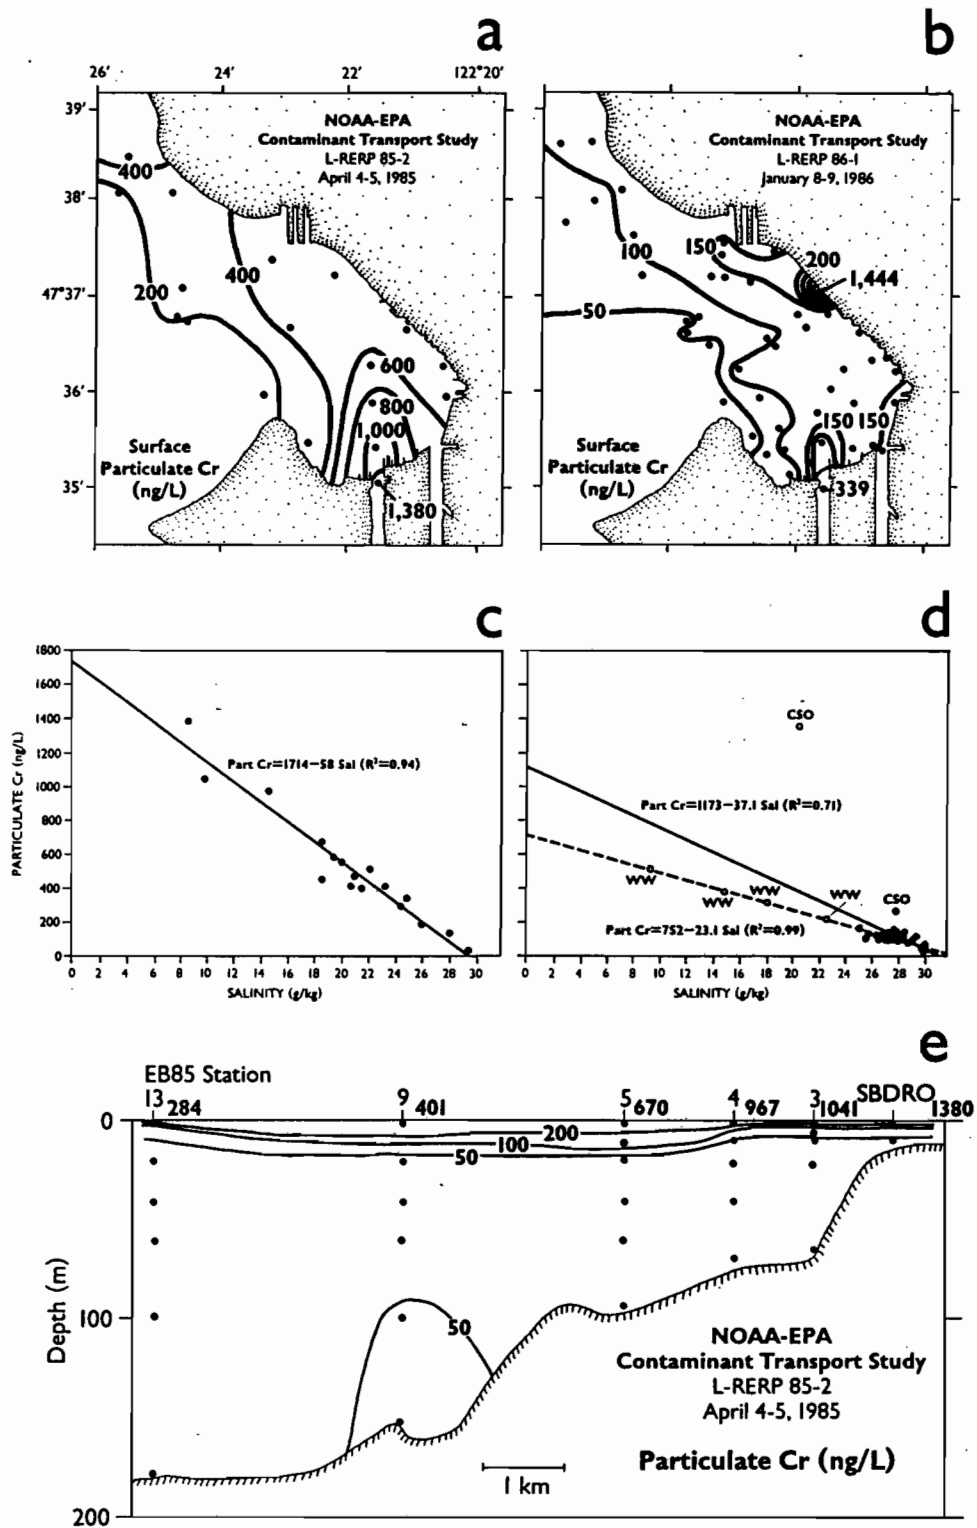 a
b
26' 24' 22' 122°20'
39'
38'
47°37'
36'
35'
NOAA-EPA
Contaminant Transport Study
L-RERP 85-2
April 4-5, 1985
400
200
400
600
800
1,000
1,380
Surface
Particulate Cr
(ng/L)
NOAA-EPA
Contaminant Transport Study
L-RERP 86-1
January 8-9, 1986
150
200
100
1,444
50
150 150
339
Surface
Particulate Cr
(ng/L)
c
d
1800
1600
1400
1200
1000
800
600
400
200
0
PARTICULATE Cr (ng/L)
Part Cr=1714-58 Sal (R²=0.94)
0 2 4 6 8 10 12 14 16 18 20 22 24 26 28 30
SALINITY (g/kg)
CSO
Part Cr=1173-37.1 Sal (R²=0.71)
WW
WW
WW
WW
CSO
Part Cr=752-23.1 Sal (R²=0.99)
0 2 4 6 8 10 12 14 16 18 20 22 24 26 28 30
SALINITY (g/kg)
e
EB85 Station
13 284 9 401 5 670 4 967 3 1041 SBDRO 1380
0
200
100
50
50
100
200
Depth (m)
1 km
NOAA-EPA
Contaminant Transport Study
L-RERP 85-2
April 4-5, 1985
Particulate Cr (ng/L)